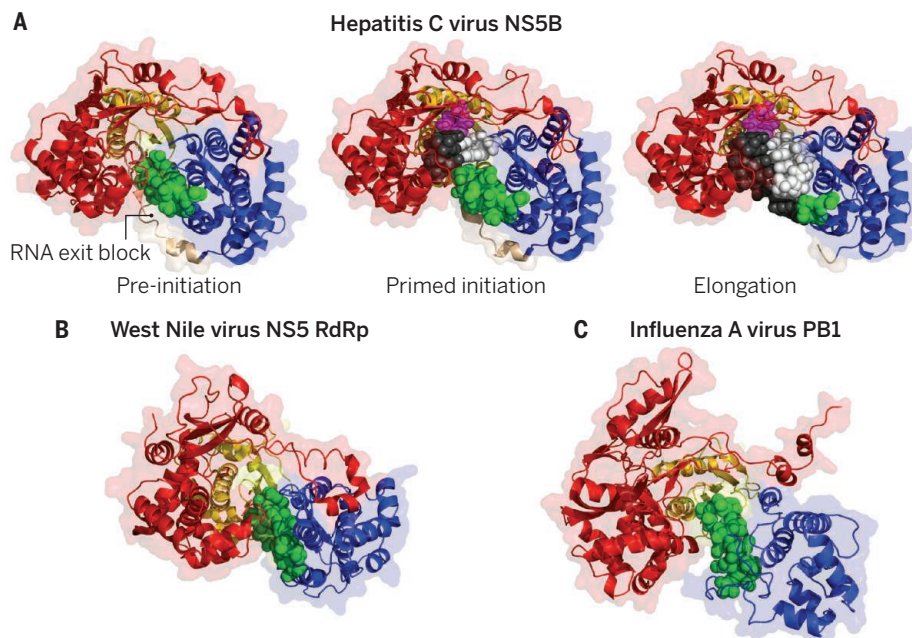 A
Hepatitis C virus NS5B
RNA exit block
Pre-initiation
Primed initiation
Elongation
B West Nile virus NS5 RdRp
C Influenza A virus PB1